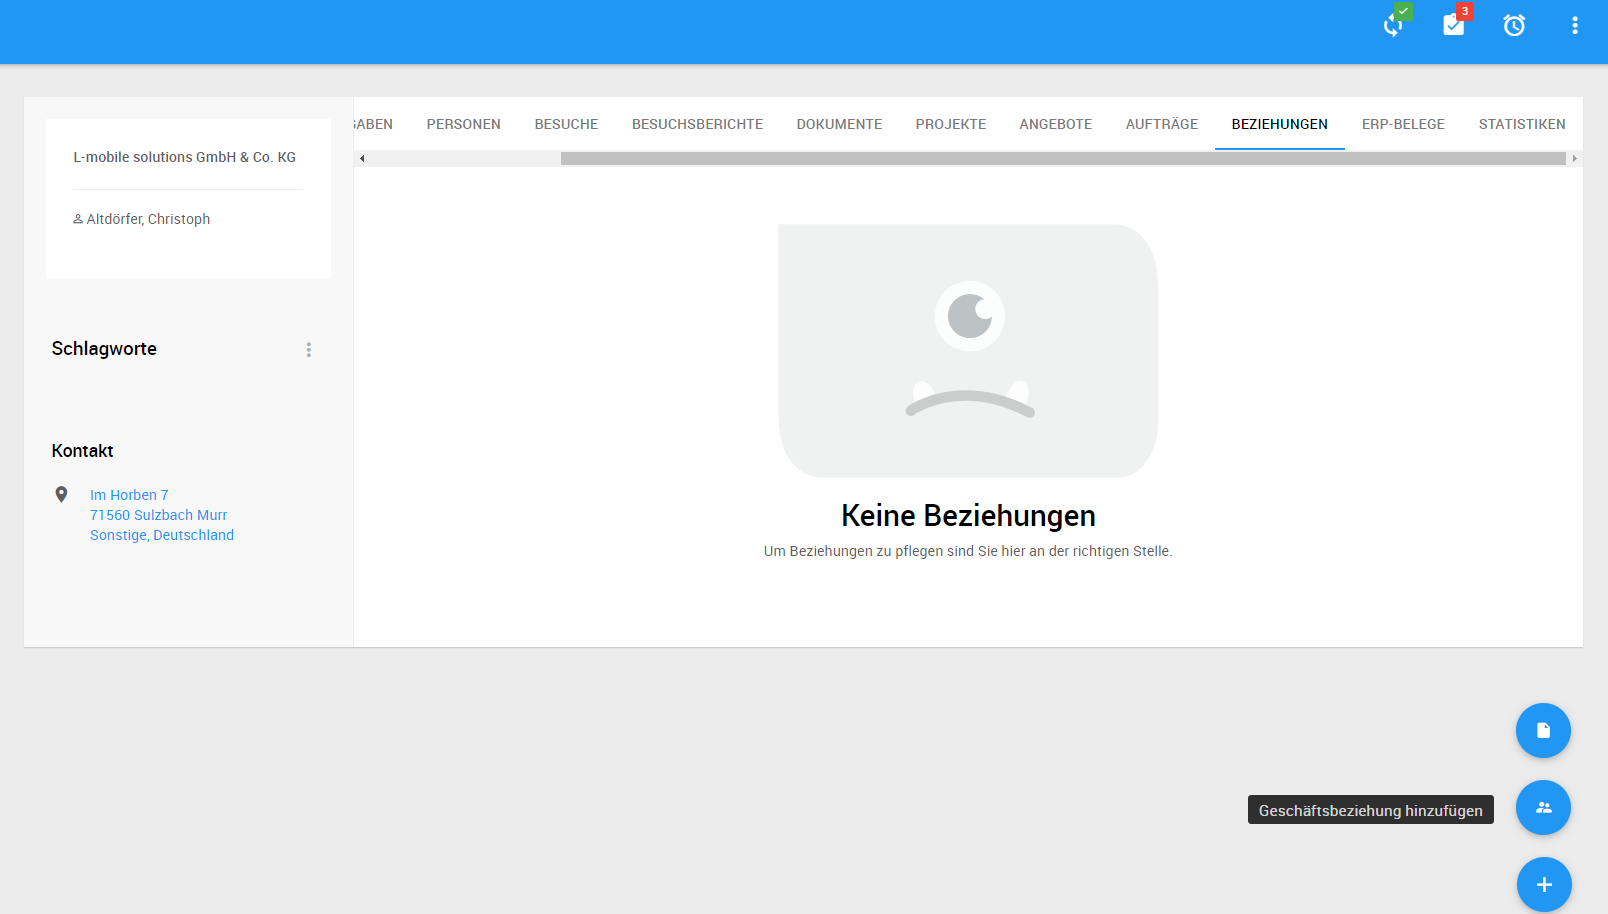 3
L-mobile solutions GmbH & Co. KG
Altdörfer, Christoph
Schlagworte
Kontakt
Im Horben 7
71560 Sulzbach Murr
Sonstige, Deutschland
GABEN PERSONEN BESUCHE BESUCHSBERICHTE DOKUMENTE PROJEKTE ANGEBOTE AUFTRÄGE BEZIEHUNGEN ERP-BELEGE STATISTIKEN
Keine Beziehungen
Um Beziehungen zu pflegen sind Sie hier an der richtigen Stelle.
Geschäftsbeziehung hinzufügen